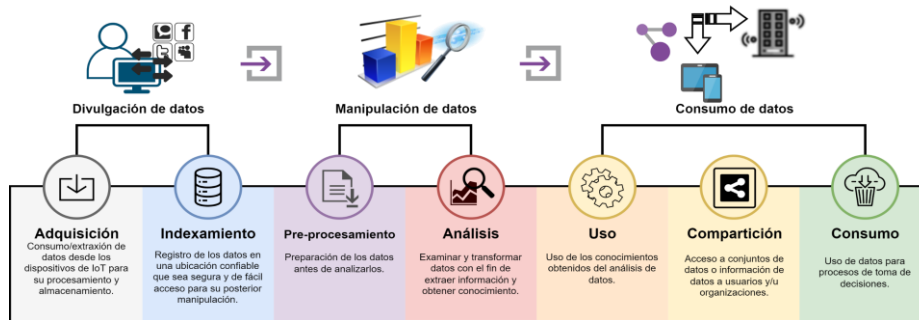 Divulgación de datos
Manipulación de datos
Consumo de datos
Adquisición
Consumo/extraxión de
datos desde los
dispositivos de IoT para
su procesamiento y
almacenamiento.
Indexamiento
Registro de los datos en
una ubicación confiable
que sea segura y de fácil
acceso para su posterior
manipulación.
Pre-procesamiento
Preparación de los datos
antes de analizarlos.
Análisis
Examinar y transformar
datos con el fin de
extraer información y
obtener conocimiento.
Uso
Uso de los conocimientos
obtenidos del análisis de
datos.
Compartición
Acceso a conjuntos de
datos o información de
datos a usuarios y/u
organizaciones.
Consumo
Uso de datos para
procesos de toma de
decisiones.